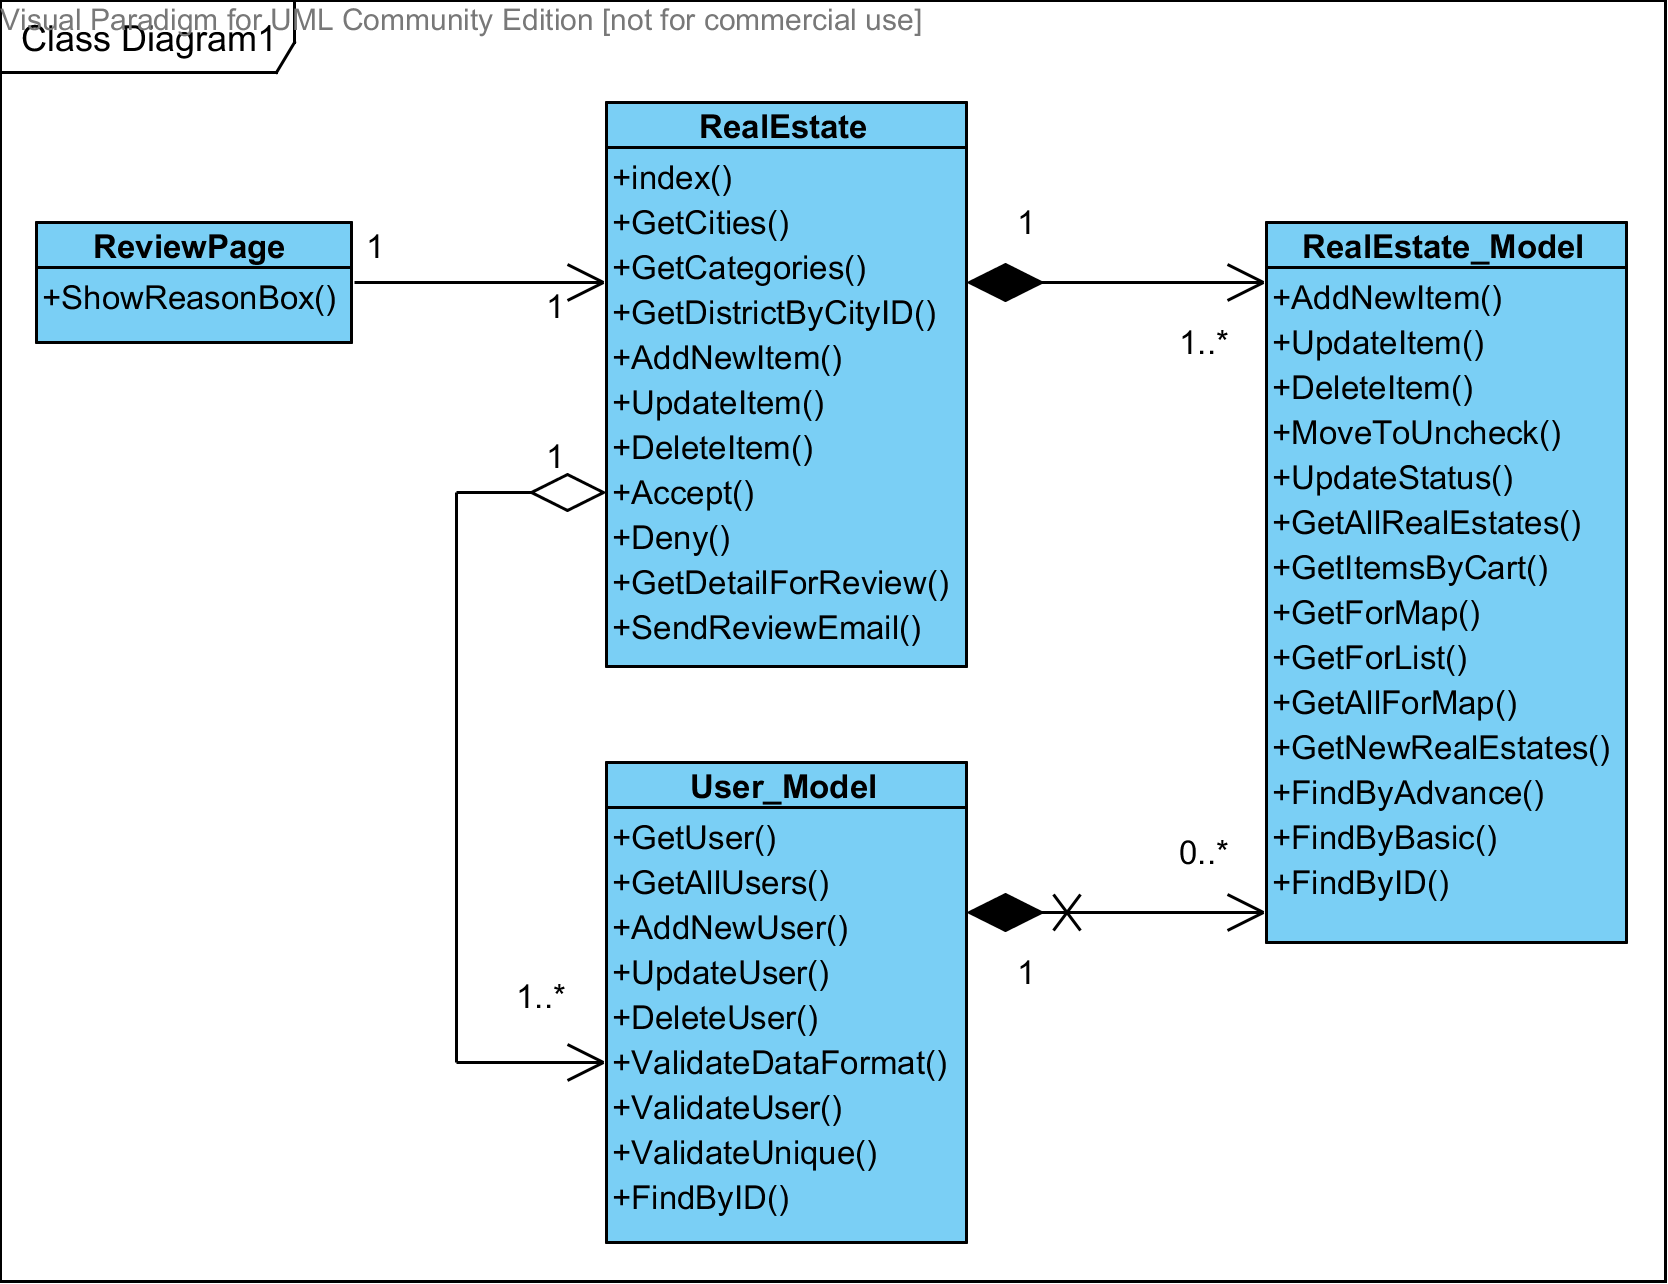 Visual Paradigm for UML Community Edition [not for commercial use]
Class Diagram1
ReviewPage
+ShowReasonBox()
1
1
RealEstate
+index()
+GetCities()
+GetCategories()
+GetDistrictByCityID()
+AddNewItem()
+UpdateItem()
+DeleteItem()
+Accept()
+Deny()
+GetDetailForReview()
+SendReviewEmail()
1
1..*
1
1..*
RealEstate_Model
+AddNewItem()
+UpdateItem()
+DeleteItem()
+MoveToUncheck()
+UpdateStatus()
+GetAllRealEstates()
+GetItemsByCart()
+GetForMap()
+GetForList()
+GetAllForMap()
+GetNewRealEstates()
+FindByAdvance()
+FindByBasic()
+FindByID()
User_Model
+GetUser()
+GetAllUsers()
+AddNewUser()
+UpdateUser()
+DeleteUser()
+ValidateDataFormat()
+ValidateUser()
+ValidateUnique()
+FindByID()
0..*
1